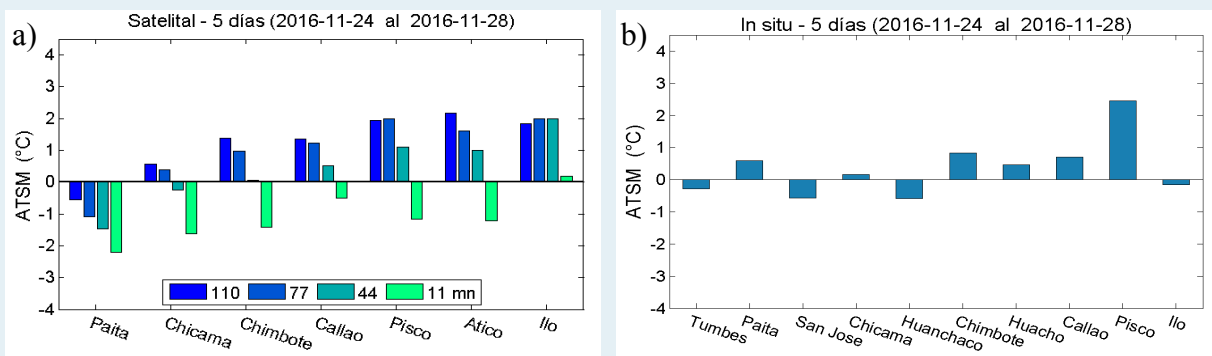 a)
Satelital - 5 días (2016-11-24 al 2016-11-28)
ATSM (°C)
4
3
2
1
0
-1
-2
-3
-4
110 77 44 11 mn
Paita Chicama Chimbote Callao Pisco Atico Ilo
b)
In situ - 5 días (2016-11-24 al 2016-11-28)
ATSM (°C)
4
3
2
1
0
-1
-2
-3
-4
Tumbes Paita San Jose Chicama Huanchaco Chimbote Huacho Callao Pisco Ilo